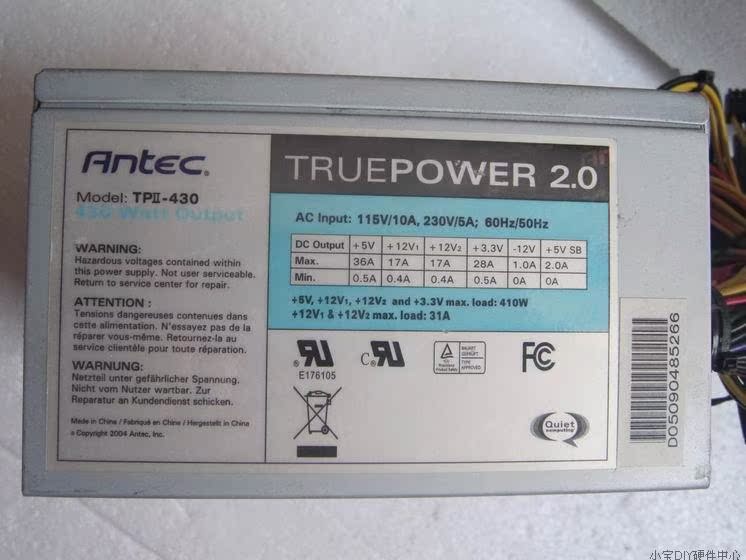 Antec®
Model: TPII-430
430 Watt Output
WARNING:
Hazardous voltages contained within
this power supply. Not user serviceable.
Return to service center for repair.
ATTENTION :
Tensions dangereuses contenues dans
cette alimentation. N'essayez pas de la
réparer vous-même. Retournez-la au
service clientèle pour toute réparation.
WARNUNG:
Netzteil unter gefährlicher Spannung.
Nicht vom Nutzer wartbar. Zur
Reparatur an Kundendienst schicken.
Made in China / Fabriqué en Chine / Hergestellt in China
© Copyright 2004 Antec, Inc.
TRUEPOWER 2.0
AC Input: 115V/10A, 230V/5A; 60Hz/50Hz
DC Output +5V +12V1 +12V2 +3.3V -12V +5V SB
Max. 36A 17A 17A 28A 1.0A 2.0A
Min. 0.5A 0.4A 0.4A 0.5A 0A 0A
+5V, +12V1, +12V2 and +3.3V max. load: 410W
+12V1 & +12V2 max. load: 31A
E176105
FC
Quiet
computing
DO5090485266
小宝DIY硬件中心